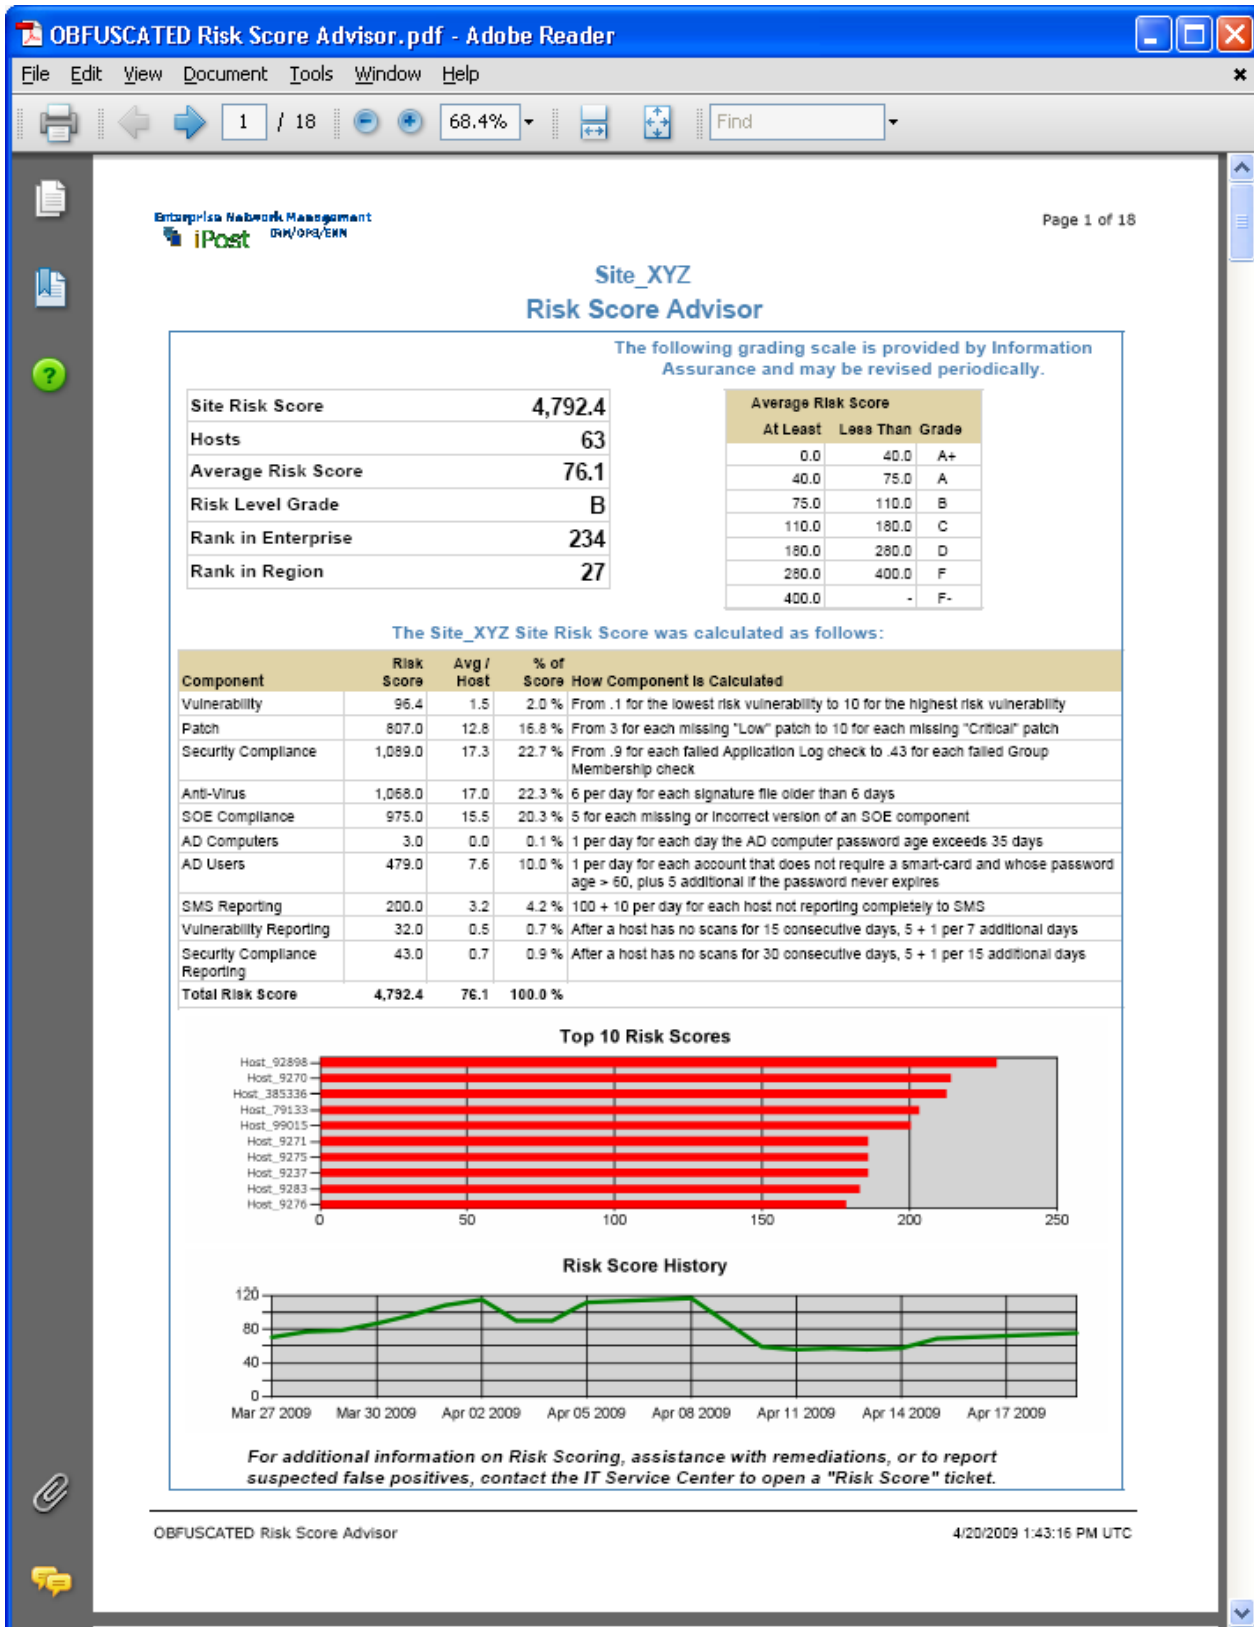 OBFUSCATED Risk Score Advisor.pdf - Adobe Reader
File Edit View Document Tools Window Help
1 / 18 68.4% Find
Enterprise Network Management
iPost IRM/OPS/ENM
Page 1 of 18
Site_XYZ
Risk Score Advisor
The following grading scale is provided by Information
Assurance and may be revised periodically.
Site Risk Score 4,792.4
Hosts 63
Average Risk Score 76.1
Risk Level Grade B
Rank in Enterprise 234
Rank in Region 27
Average Risk Score
At Least Less Than Grade
0.0 40.0 A+
40.0 75.0 A
75.0 110.0 B
110.0 180.0 C
180.0 280.0 D
280.0 400.0 F
400.0 - F-
The Site_XYZ Site Risk Score was calculated as follows:
Component Risk Score Avg / Host % of Score How Component is Calculated
Vulnerability 96.4 1.5 2.0 % From .1 for the lowest risk vulnerability to 10 for the highest risk vulnerability
Patch 807.0 12.8 16.8 % From 3 for each missing "Low" patch to 10 for each missing "Critical" patch
Security Compliance 1,089.0 17.3 22.7 % From .9 for each failed Application Log check to .43 for each failed Group
Membership check
Anti-Virus 1,068.0 17.0 22.3 % 6 per day for each signature file older than 6 days
SOE Compliance 975.0 15.5 20.3 % 5 for each missing or incorrect version of an SOE component
AD Computers 3.0 0.0 0.1 % 1 per day for each day the AD computer password age exceeds 35 days
AD Users 479.0 7.6 10.0 % 1 per day for each account that does not require a smart-card and whose password
age > 60, plus 5 additional if the password never expires
SMS Reporting 200.0 3.2 4.2 % 100 + 10 per day for each host not reporting completely to SMS
Vulnerability Reporting 32.0 0.5 0.7 % After a host has no scans for 15 consecutive days, 5 + 1 per 7 additional days
Security Compliance 43.0 0.7 0.9 % After a host has no scans for 30 consecutive days, 5 + 1 per 15 additional days
Reporting
Total Risk Score 4,792.4 76.1 100.0 %
Top 10 Risk Scores
Host_92898
Host_9270
Host_385336
Host_79133
Host_99015
Host_9271
Host_9275
Host_9237
Host_9283
Host_9276
0 50 100 150 200 250
Risk Score History
120
80
40
0
Mar 27 2009 Mar 30 2009 Apr 02 2009 Apr 05 2009 Apr 08 2009 Apr 11 2009 Apr 14 2009 Apr 17 2009
For additional information on Risk Scoring, assistance with remediations, or to report
suspected false positives, contact the IT Service Center to open a "Risk Score" ticket.
OBFUSCATED Risk Score Advisor 4/20/2009 1:43:16 PM UTC